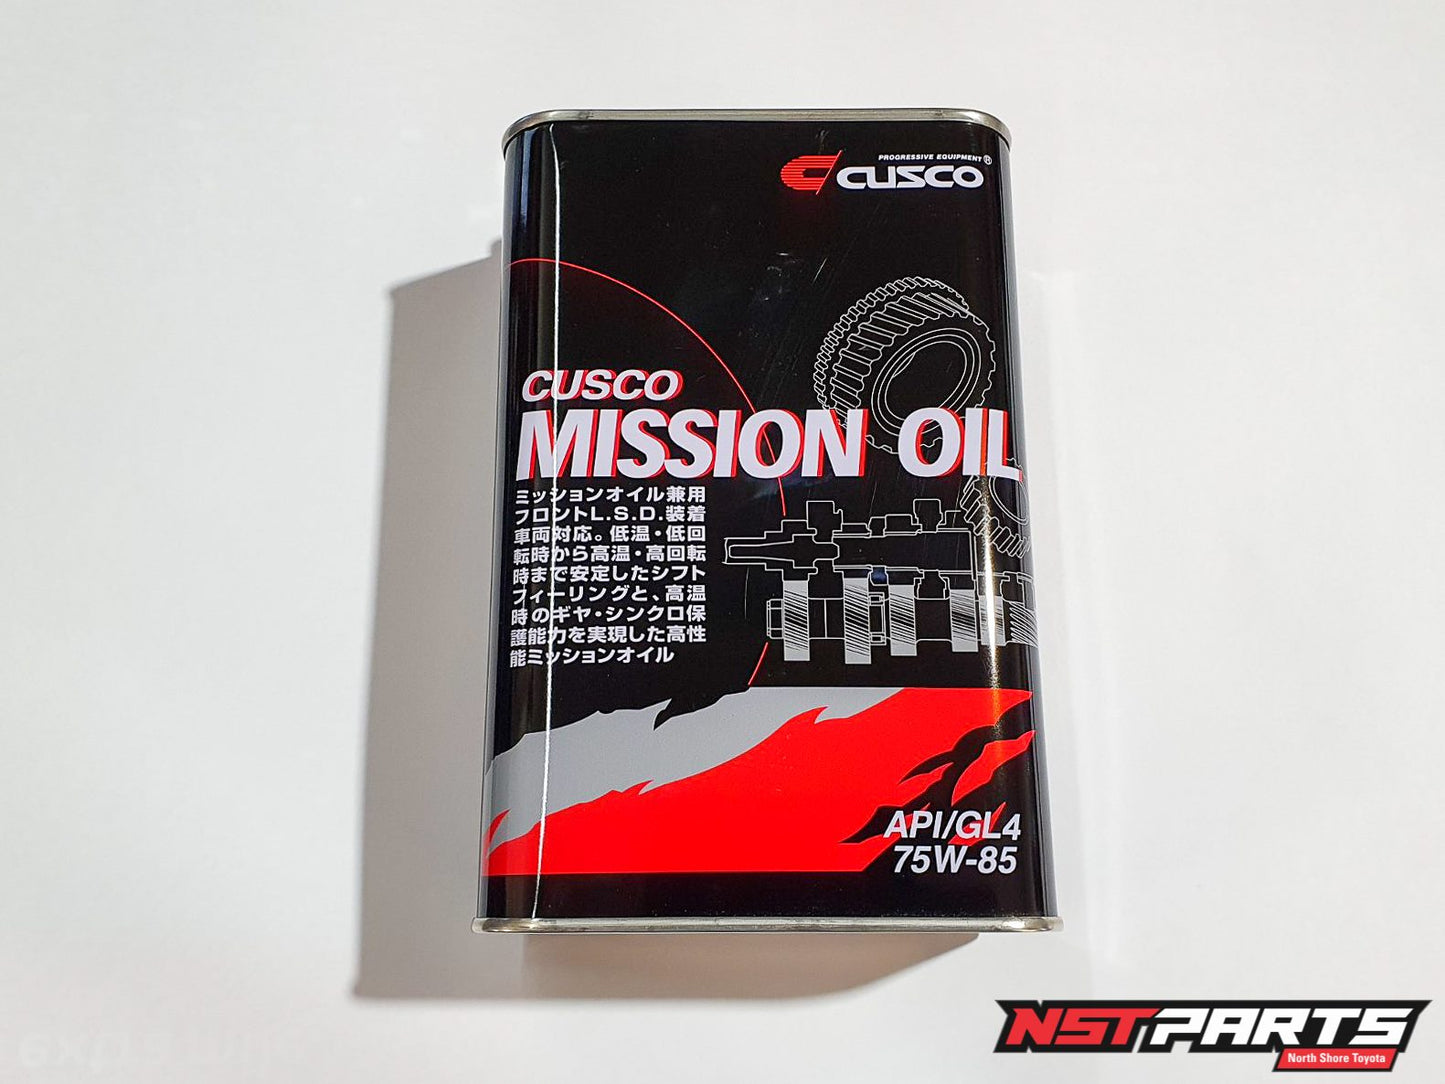 PROGRESSIVE EQUIPMENT®
CUSCO
CUSCO
MISSION OIL
ミッションオイル兼用
フロントL.S.D.装着
車両対応。低温・低回
転時から高温・高回転
時まで安定したシフト
フィーリングと、高温
時のギヤ・シンクロ保
護能力を実現した高性
能ミッションオイル
API/GL4
75W-85
NST PARTS
North Shore Toyota